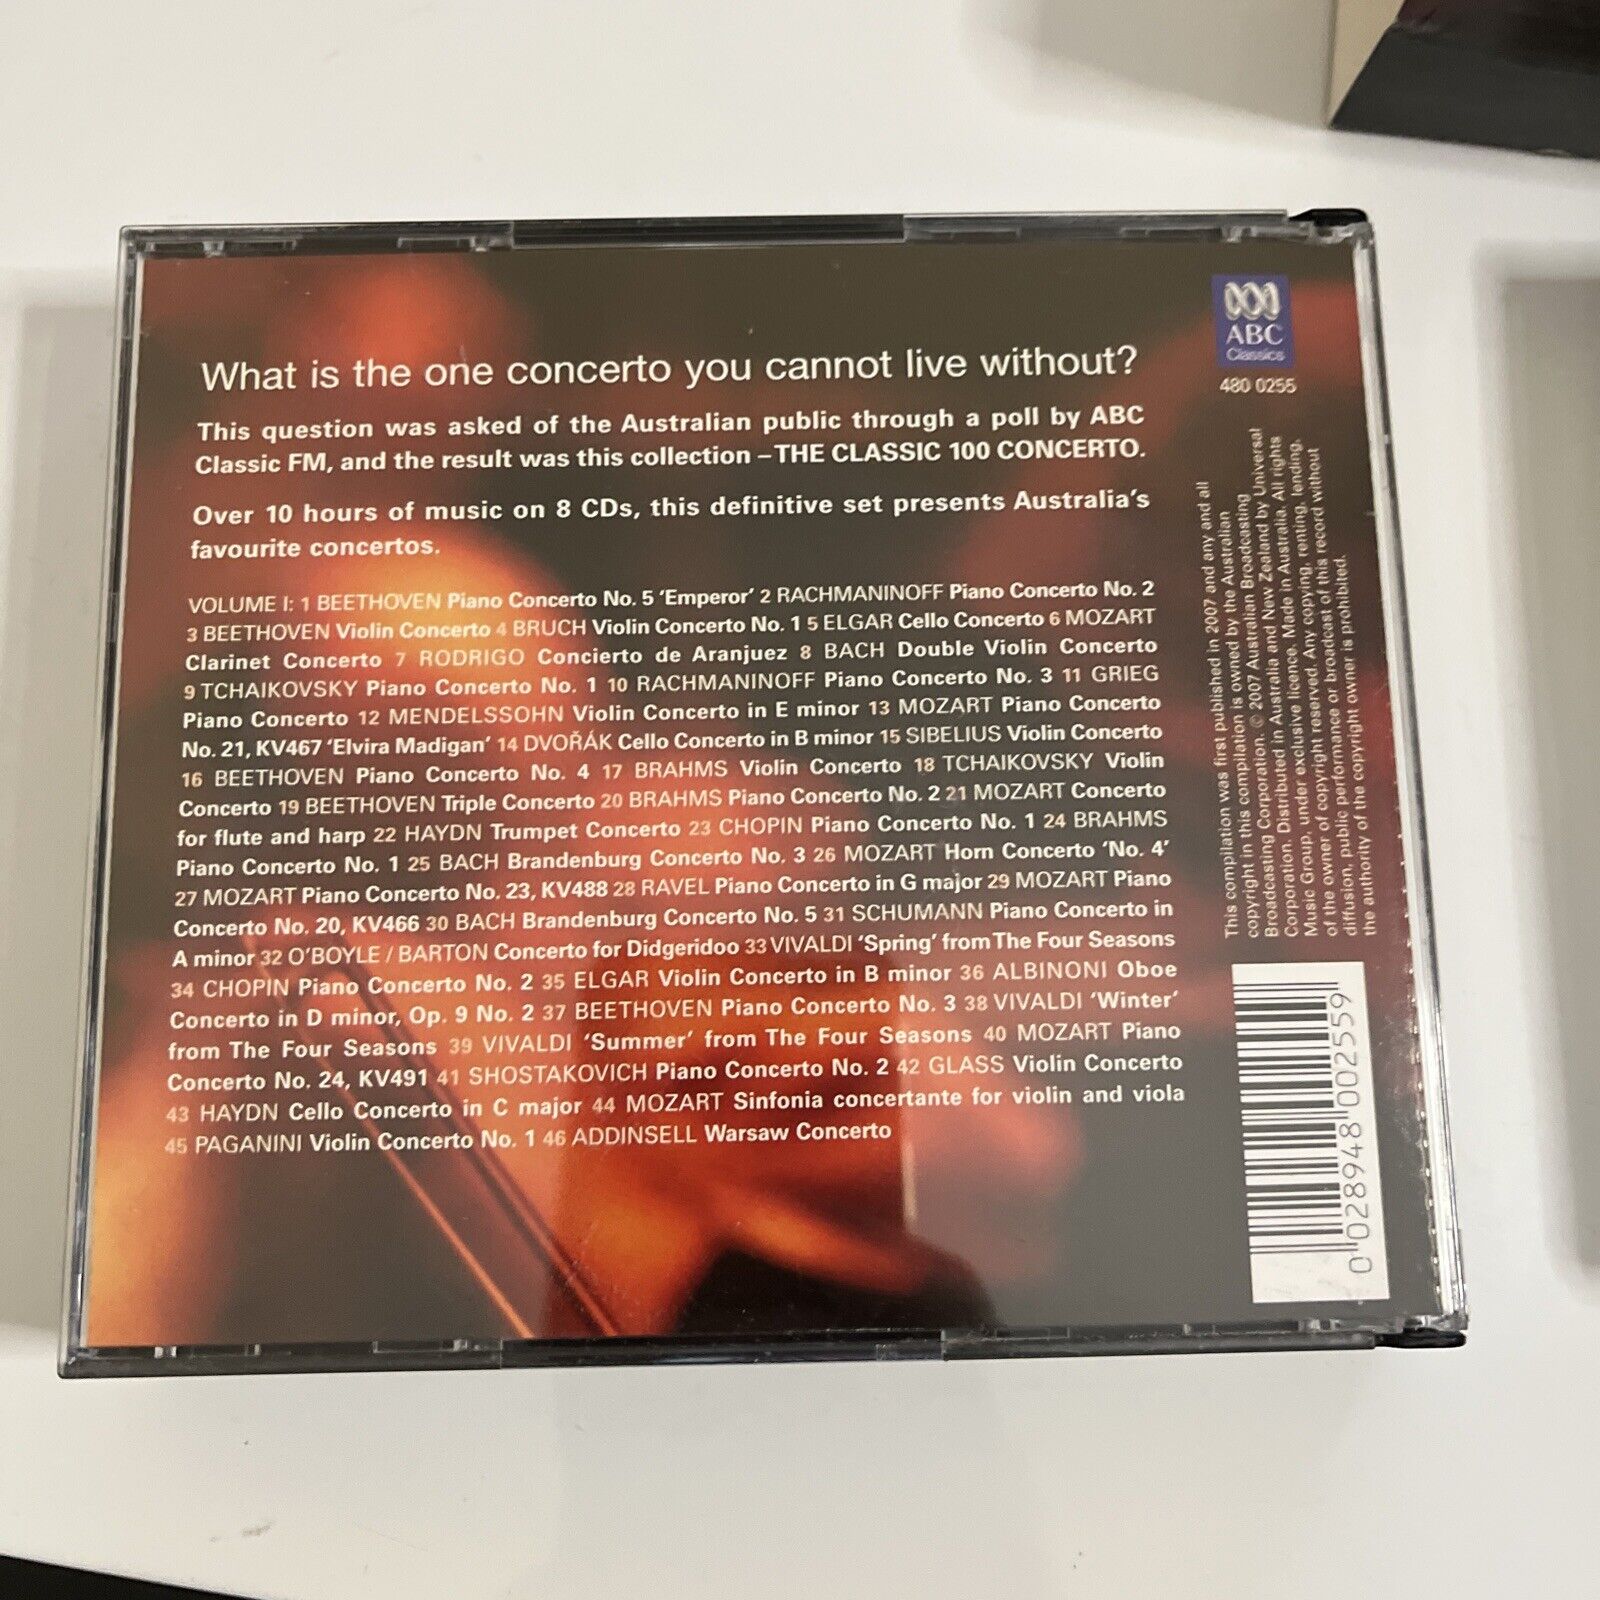 What is the one concerto you cannot live without?
This question was asked of the Australian public through a poll by ABC
Classic FM, and the result was this collection – THE CLASSIC 100 CONCERTO.
Over 10 hours of music on 8 CDs, this definitive set presents Australia's
favourite concertos.
VOLUME I: 1 BEETHOVEN Piano Concerto No. 5 'Emperor' 2 RACHMANINOFF Piano Concerto No. 2
3 BEETHOVEN Violin Concerto 4 BRUCH Violin Concerto No. 1 5 ELGAR Cello Concerto 6 MOZART
Clarinet Concerto 7 RODRIGO Concierto de Aranjuez 8 BACH Double Violin Concerto
9 TCHAIKOVSKY Piano Concerto No. 1 10 RACHMANINOFF Piano Concerto No. 3 11 GRIEG
Piano Concerto 12 MENDELSSOHN Violin Concerto in E minor 13 MOZART Piano Concerto
No. 21, KV467 'Elvira Madigan' 14 DVOŘÁK Cello Concerto in B minor 15 SIBELIUS Violin Concerto
16 BEETHOVEN Piano Concerto No. 4 17 BRAHMS Violin Concerto 18 TCHAIKOVSKY Violin
Concerto 19 BEETHOVEN Triple Concerto 20 BRAHMS Piano Concerto No. 2 21 MOZART Concerto
for flute and harp 22 HAYDN Trumpet Concerto 23 CHOPIN Piano Concerto No. 1 24 BRAHMS
Piano Concerto No. 1 25 BACH Brandenburg Concerto No. 3 26 MOZART Horn Concerto 'No. 4'
27 MOZART Piano Concerto No. 23, KV488 28 RAVEL Piano Concerto in G major 29 MOZART Piano
Concerto No. 20, KV466 30 BACH Brandenburg Concerto No. 5 31 SCHUMANN Piano Concerto in
A minor 32 O'BOYLE / BARTON Concerto for Didgeridoo 33 VIVALDI 'Spring' from The Four Seasons
34 CHOPIN Piano Concerto No. 2 35 ELGAR Violin Concerto in B minor 36 ALBINONI Oboe
Concerto in D minor, Op. 9 No. 2 37 BEETHOVEN Piano Concerto No. 3 38 VIVALDI 'Winter'
from The Four Seasons 39 VIVALDI 'Summer' from The Four Seasons 40 MOZART Piano
Concerto No. 24, KV491 41 SHOSTAKOVICH Piano Concerto No. 2 42 GLASS Violin Concerto
43 HAYDN Cello Concerto in C major 44 MOZART Sinfonia concertante for violin and viola
45 PAGANINI Violin Concerto No. 1 46 ADDINSELL Warsaw Concerto
ABC
Classics
480 0255
This compilation was first published in 2007 and any and all
copyright in this compilation is owned by the Australian
Broadcasting Corporation. © 2007 Australian Broadcasting
Corporation. Distributed in Australia and New Zealand by Universal
Music Group, under exclusive licence. Made in Australia. All rights
of the owner of copyright reserved. Any copying, renting, lending,
diffusion, public performance or broadcast of this record without
the authority of the copyright owner is prohibited.
0 028948 002559